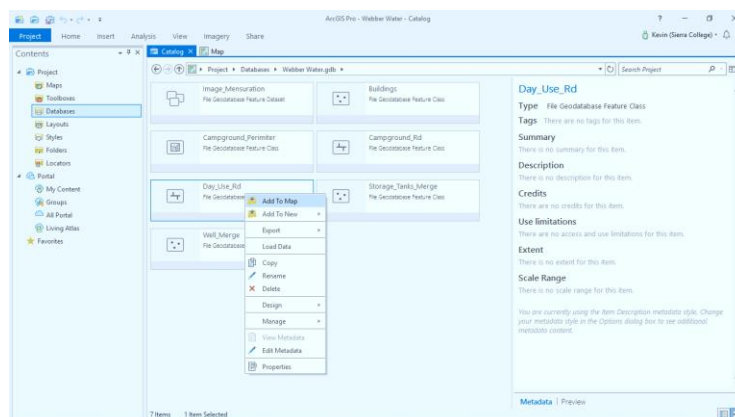 ArcGIS Pro - Webber Water - Catalog
Project Home Insert Analysis View Imagery Share
Kevin (Siena College)
Contents
Catalog Map
Project Databases Webber Water.gdb
Search Project
Project
Maps
Toolboxes
Databases
Layouts
Styles
Folders
Locators
Portal
My Content
Groups
All Portal
Living Atlas
Favorites
Image_Mensuration
File Geodatabase Feature Dataset
Buildings
File Geodatabase Feature Class
Campground_Perimiter
File Geodatabase Feature Class
Campground_Rd
File Geodatabase Feature Class
Day_Use_Rd
File Geodatabase
Storage_Tanks_Merge
File Geodatabase Feature Class
Well_Merge
File Geodatabase
Add To Map
Add To New
Export
Load Data
Copy
Rename
Delete
Design
Manage
View Metadata
Edit Metadata
Properties
Day_Use_Rd
Type File Geodatabase Feature Class
Tags There are no tags for this item.
Summary
There is no summary for this item.
Description
There is no description for this item.
Credits
There are no credits for this item.
Use limitations
There are no access and use limitations for this item.
Extent
There is no extent for this item.
Scale Range
There is no scale range for this item.
You are currently using the Item Description metadata style. Change
your metadata style in the Options dialog box to see additional
metadata content.
Metadata | Preview
7 Items 1 Item Selected